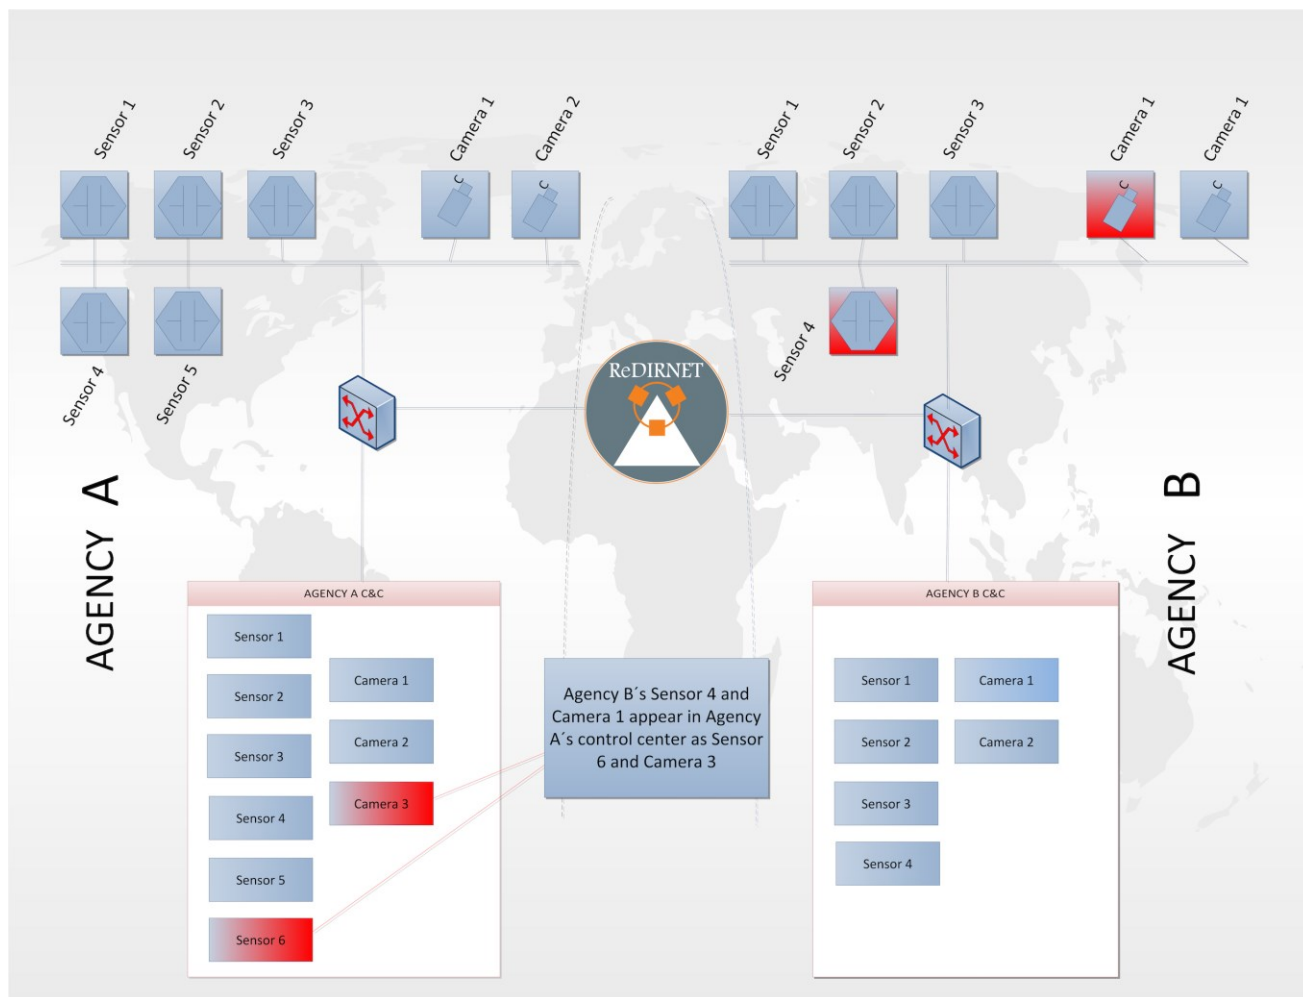 Sensor 1
Sensor 2
Sensor 3
Camera 1
Camera 2
Sensor 1
Sensor 2
Sensor 3
Camera 1
Camera 1
C
C
C
C
Sensor 4
Sensor 5
Sensor 4
ReDIRNET
AGENCY A
AGENCY B
AGENCY A C&C
Sensor 1
Sensor 2
Sensor 3
Sensor 4
Sensor 5
Sensor 6
Camera 1
Camera 2
Camera 3
Agency B´s Sensor 4 and
Camera 1 appear in Agency
A´s control center as Sensor
6 and Camera 3
AGENCY B C&C
Sensor 1
Sensor 2
Sensor 3
Sensor 4
Camera 1
Camera 2